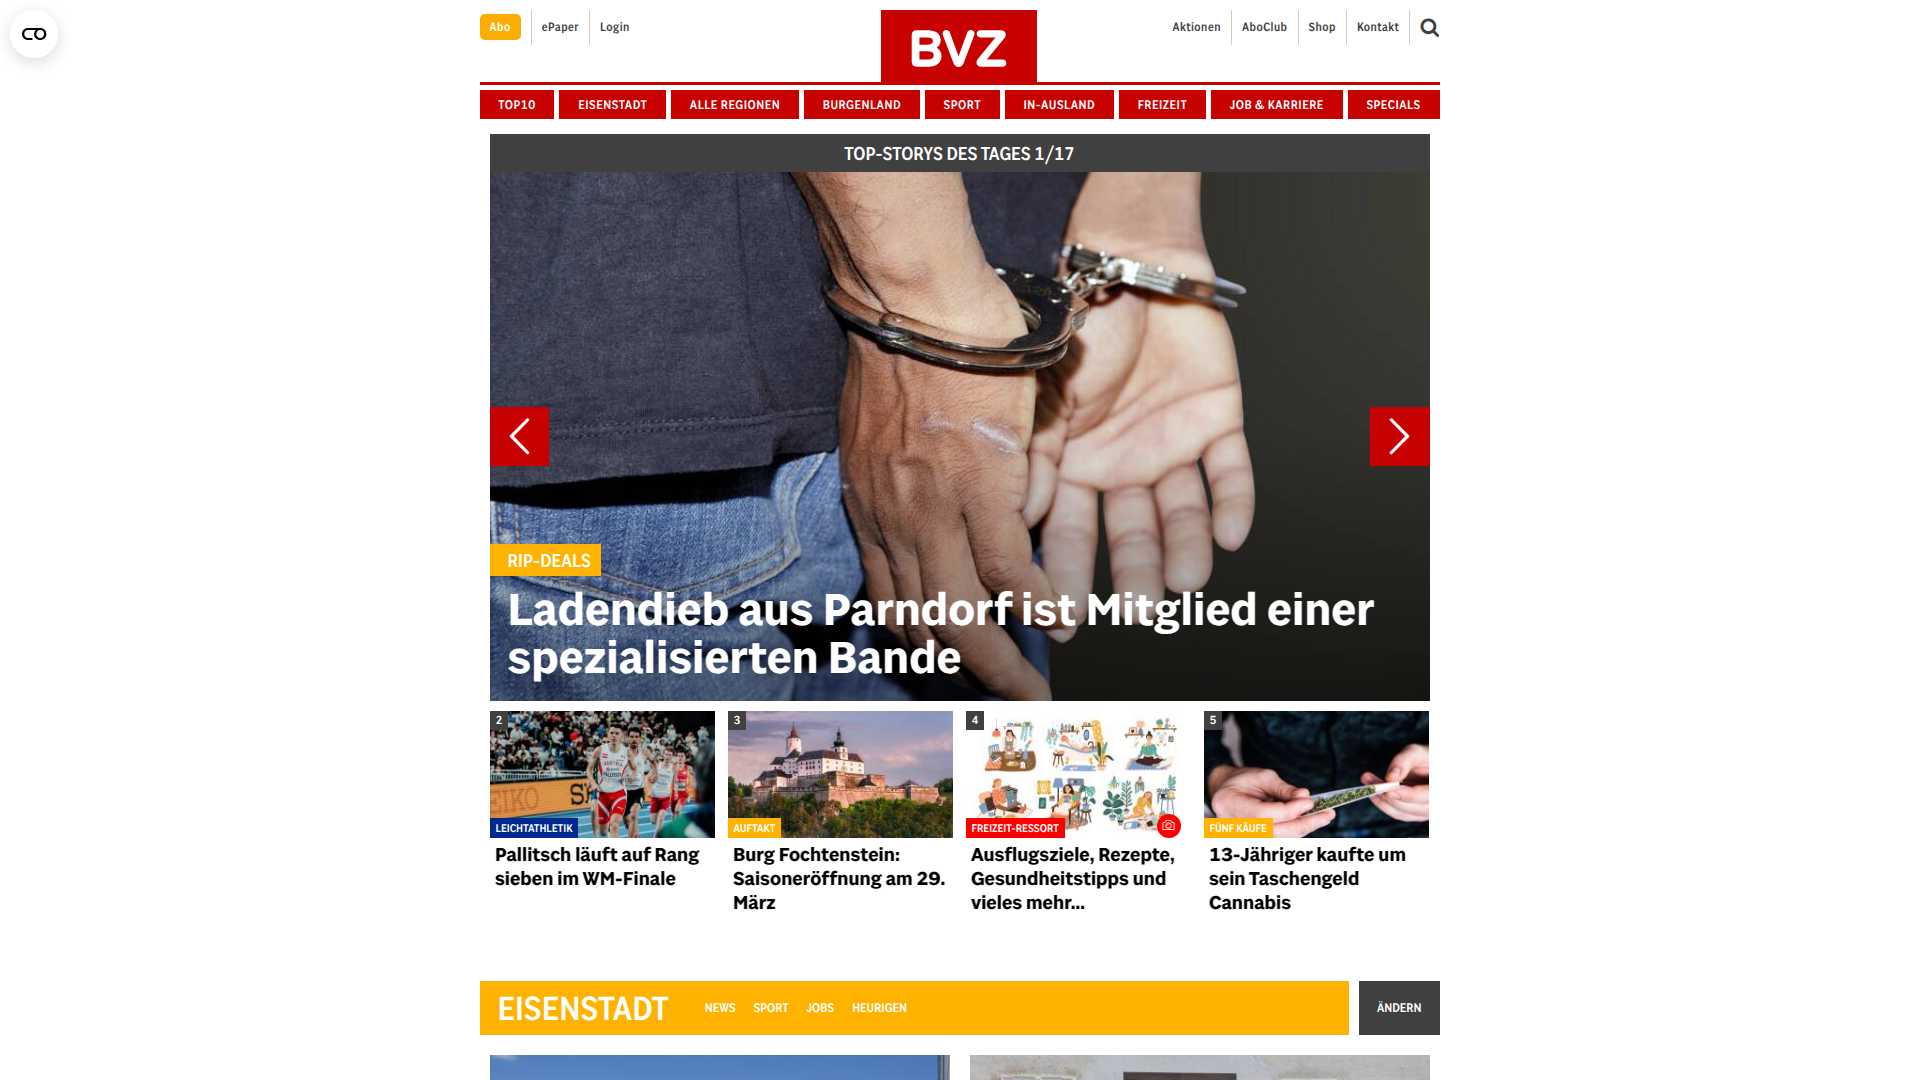 Abo
ePaper
Login
BVZ
Aktionen
AboClub
Shop
Kontakt
TOP10
EISENSTADT
ALLE REGIONEN
BURGENLAND
SPORT
IN-AUSLAND
FREIZEIT
JOB & KARRIERE
SPECIALS
TOP-STORYS DES TAGES 1/17
RIP-DEALS
Ladendieb aus Parndorf ist Mitglied einer
spezialisierten Bande
2
LEICHTATHLETIK
Pallitsch läuft auf Rang
sieben im WM-Finale
3
AUFTAKT
Burg Fochtenstein:
Saisoneröffnung am 29.
März
4
FREIZEIT-RESSORT
Ausflugsziele, Rezepte,
Gesundheitstipps und
vieles mehr...
5
FÜNF KÄUFE
13-Jähriger kaufte um
sein Taschengeld
Cannabis
EISENSTADT
NEWS
SPORT
JOBS
HEURIGEN
ÄNDERN